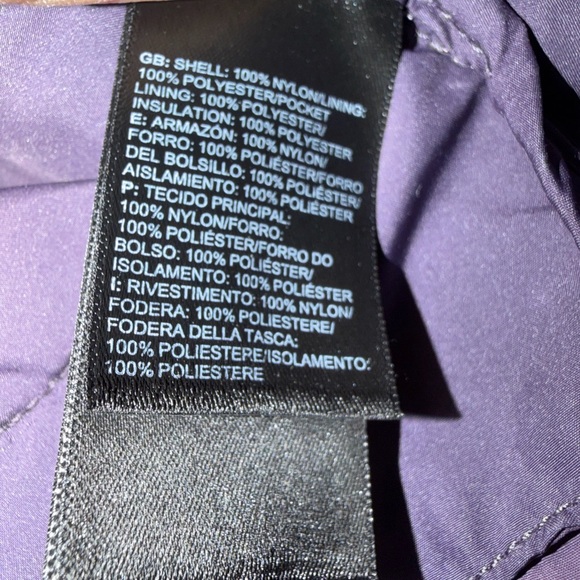 GB: SHELL: 100% NYLON/LINING:
100% POLYESTER/POCKET
LINING: 100% POLYESTER/
INSULATION: 100% POLYESTER
E: ARMAZÓN: 100% NYLON/
FORRO: 100% POLIÉSTER/FORRO
DEL BOLSILLO: 100% POLIÉSTER/
AISLAMIENTO: 100% POLIÉSTER
P: TECIDO PRINCIPAL:
100% NYLON/FORRO:
100% POLIÉSTER/FORRO DO
BOLSO: 100% POLIÉSTER/
ISOLAMENTO: 100% POLIÉSTER
I: RIVESTIMENTO: 100% NYLON/
FODERA: 100% POLIESTERE/
FODERA DELLA TASCA:
100% POLIESTERE/ISOLAMENTO:
100% POLIESTERE